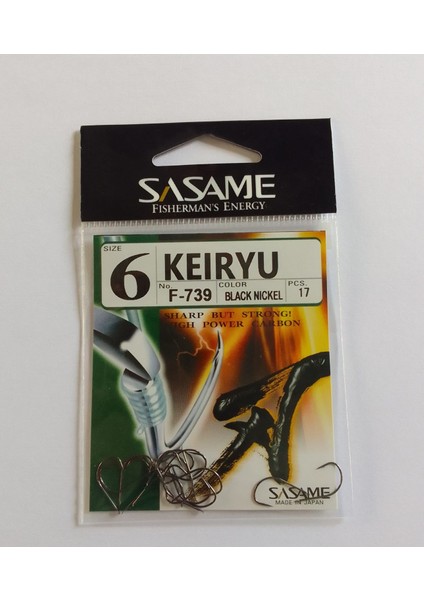 SASAME
FISHERMAN'S ENERGY
SIZE
6
KEIRYU
No.
F-739
COLOR
BLACK NICKEL
PCS.
17
SHARP BUT STRONG!
HIGH POWER CARBON
SASAME
MADE IN JAPAN